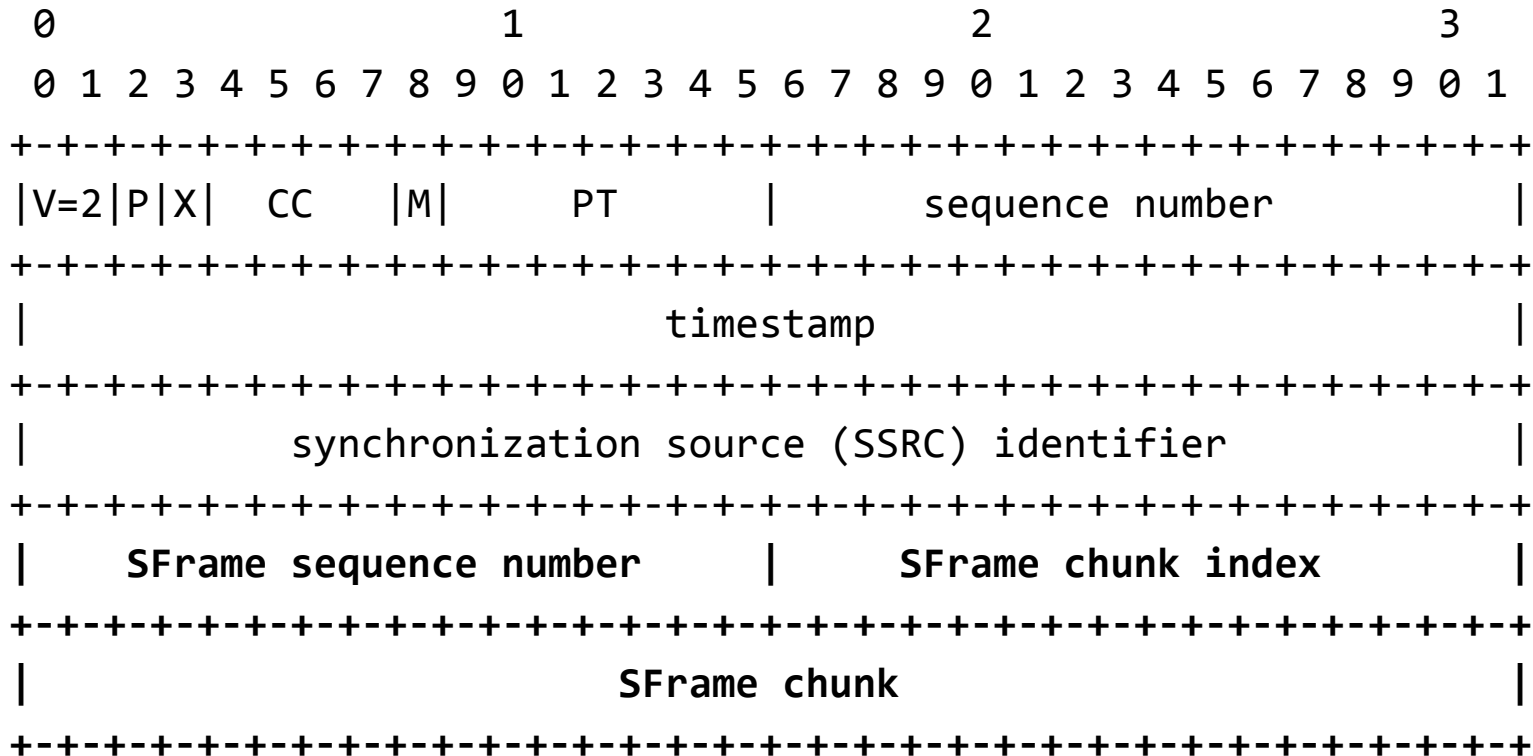 0                   1                   2                   3
 0 1 2 3 4 5 6 7 8 9 0 1 2 3 4 5 6 7 8 9 0 1 2 3 4 5 6 7 8 9 0 1
+-+-+-+-+-+-+-+-+-+-+-+-+-+-+-+-+-+-+-+-+-+-+-+-+-+-+-+-+-+-+-+-+
|V=2|P|X|  CC   |M|     PT      |      sequence number          |
+-+-+-+-+-+-+-+-+-+-+-+-+-+-+-+-+-+-+-+-+-+-+-+-+-+-+-+-+-+-+-+-+
|                           timestamp                           |
+-+-+-+-+-+-+-+-+-+-+-+-+-+-+-+-+-+-+-+-+-+-+-+-+-+-+-+-+-+-+-+-+
|           synchronization source (SSRC) identifier            |
+-+-+-+-+-+-+-+-+-+-+-+-+-+-+-+-+-+-+-+-+-+-+-+-+-+-+-+-+-+-+-+-+
|    SFrame sequence number     |     SFrame chunk index        |
+-+-+-+-+-+-+-+-+-+-+-+-+-+-+-+-+-+-+-+-+-+-+-+-+-+-+-+-+-+-+-+-+
|                         SFrame chunk                          |
+-+-+-+-+-+-+-+-+-+-+-+-+-+-+-+-+-+-+-+-+-+-+-+-+-+-+-+-+-+-+-+-+